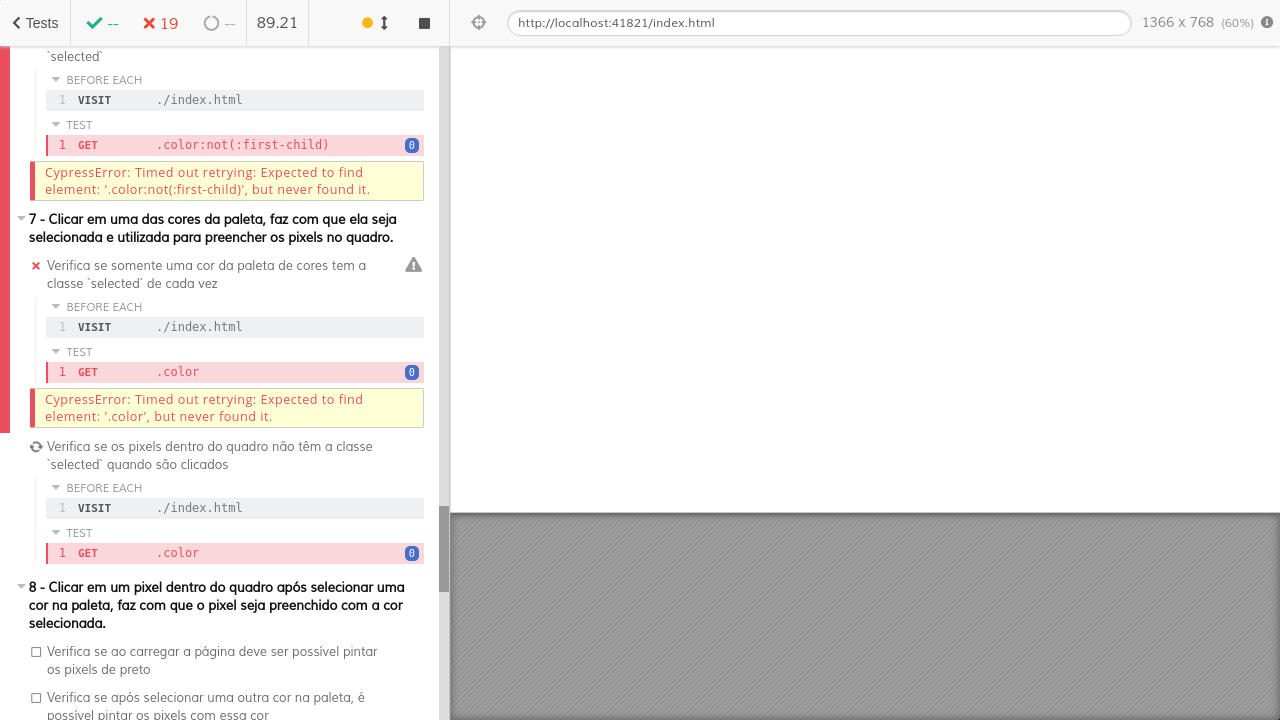 Tests
--
19
--
89.21
http://localhost:41821/index.html
1366 x 768 (60%)
`selected`
BEFORE EACH
1 VISIT ./index.html
TEST
1 GET .color:not(:first-child) 0
CypressError: Timed out retrying: Expected to find
element: '.color:not(:first-child)', but never found it.
7 - Clicar em uma das cores da paleta, faz com que ela seja
selecionada e utilizada para preencher os pixels no quadro.
Verifica se somente uma cor da paleta de cores tem a
classe `selected` de cada vez
BEFORE EACH
1 VISIT ./index.html
TEST
1 GET .color 0
CypressError: Timed out retrying: Expected to find
element: '.color', but never found it.
Verifica se os pixels dentro do quadro não têm a classe
`selected` quando são clicados
BEFORE EACH
1 VISIT ./index.html
TEST
1 GET .color 0
8 - Clicar em um pixel dentro do quadro após selecionar uma
cor na paleta, faz com que o pixel seja preenchido com a cor
selecionada.
Verifica se ao carregar a página deve ser possível pintar
os pixels de preto
Verifica se após selecionar uma outra cor na paleta, é
possível pintar os pixels com essa cor